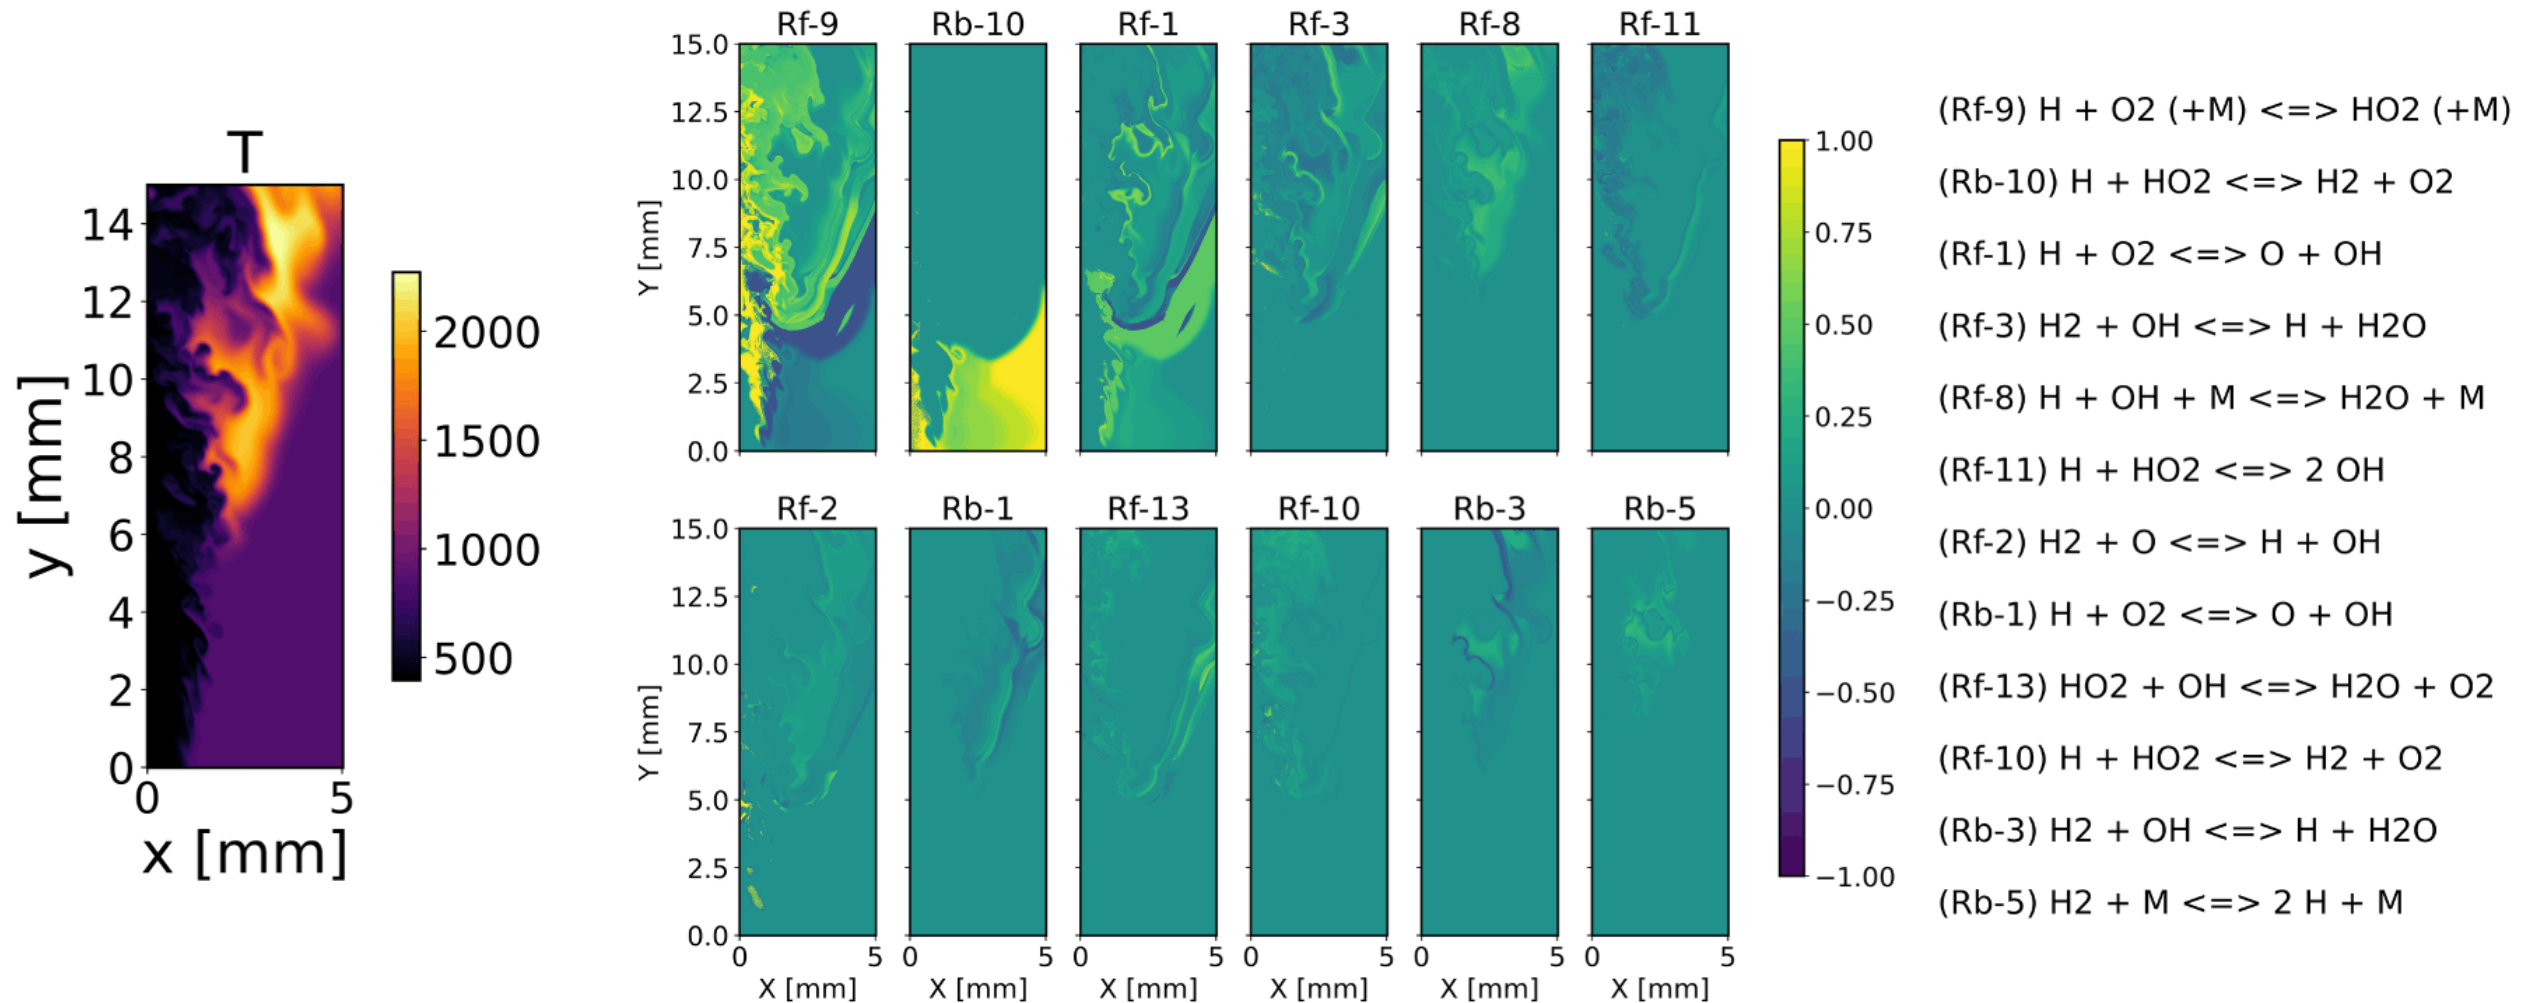 T
14
12
10
8
6
4
2
0
y [mm]
0 5
x [mm]
2000
1500
1000
500
Rf-9 Rb-10 Rf-1 Rf-3 Rf-8 Rf-11
15.0
12.5
10.0
7.5
5.0
2.5
0.0
Y [mm]
Rf-2 Rb-1 Rf-13 Rf-10 Rb-3 Rb-5
15.0
12.5
10.0
7.5
5.0
2.5
0.0
Y [mm]
0 5 0 5 0 5 0 5 0 5 0 5
X [mm] X [mm] X [mm] X [mm] X [mm] X [mm]
1.00
0.75
0.50
0.25
0.00
−0.25
−0.50
−0.75
−1.00
(Rf-9) H + O2 (+M) <=> HO2 (+M)
(Rb-10) H + HO2 <=> H2 + O2
(Rf-1) H + O2 <=> O + OH
(Rf-3) H2 + OH <=> H + H2O
(Rf-8) H + OH + M <=> H2O + M
(Rf-11) H + HO2 <=> 2 OH
(Rf-2) H2 + O <=> H + OH
(Rb-1) H + O2 <=> O + OH
(Rf-13) HO2 + OH <=> H2O + O2
(Rf-10) H + HO2 <=> H2 + O2
(Rb-3) H2 + OH <=> H + H2O
(Rb-5) H2 + M <=> 2 H + M